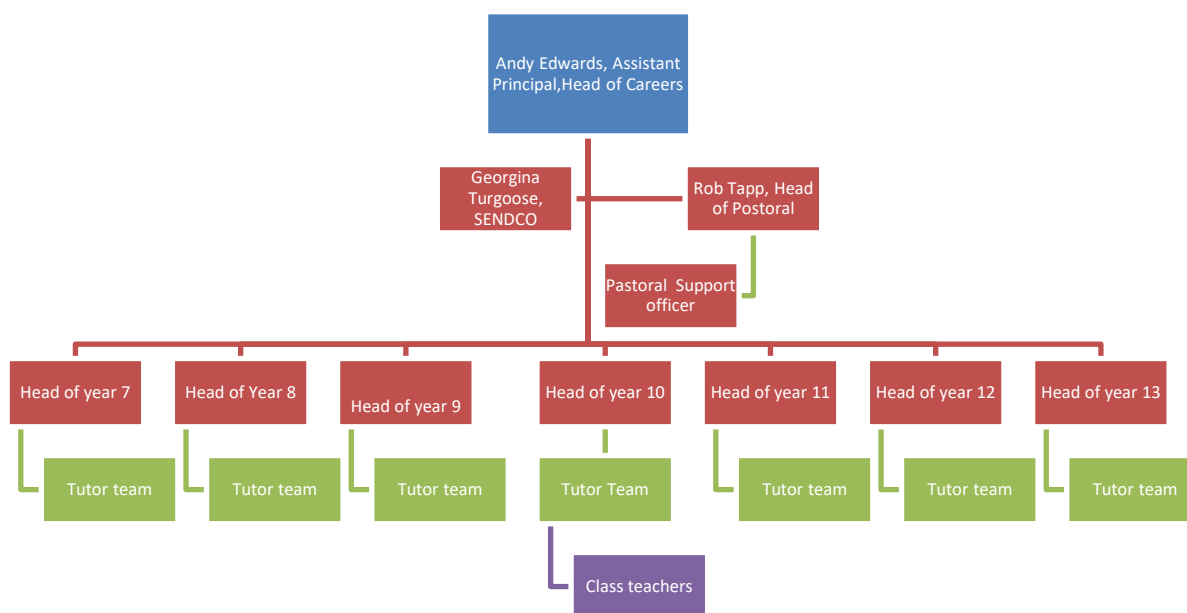 Andy Edwards, Assistant
Principal,Head of Careers
Georgina
Turgoose,
SENDCO
Rob Tapp, Head
of Postoral
Pastoral Support
officer
Head of year 7
Head of Year 8
Head of year 9
Head of year 10
Head of year 11
Head of year 12
Head of year 13
Tutor team
Tutor team
Tutor team
Tutor Team
Tutor team
Tutor team
Tutor team
Class teachers